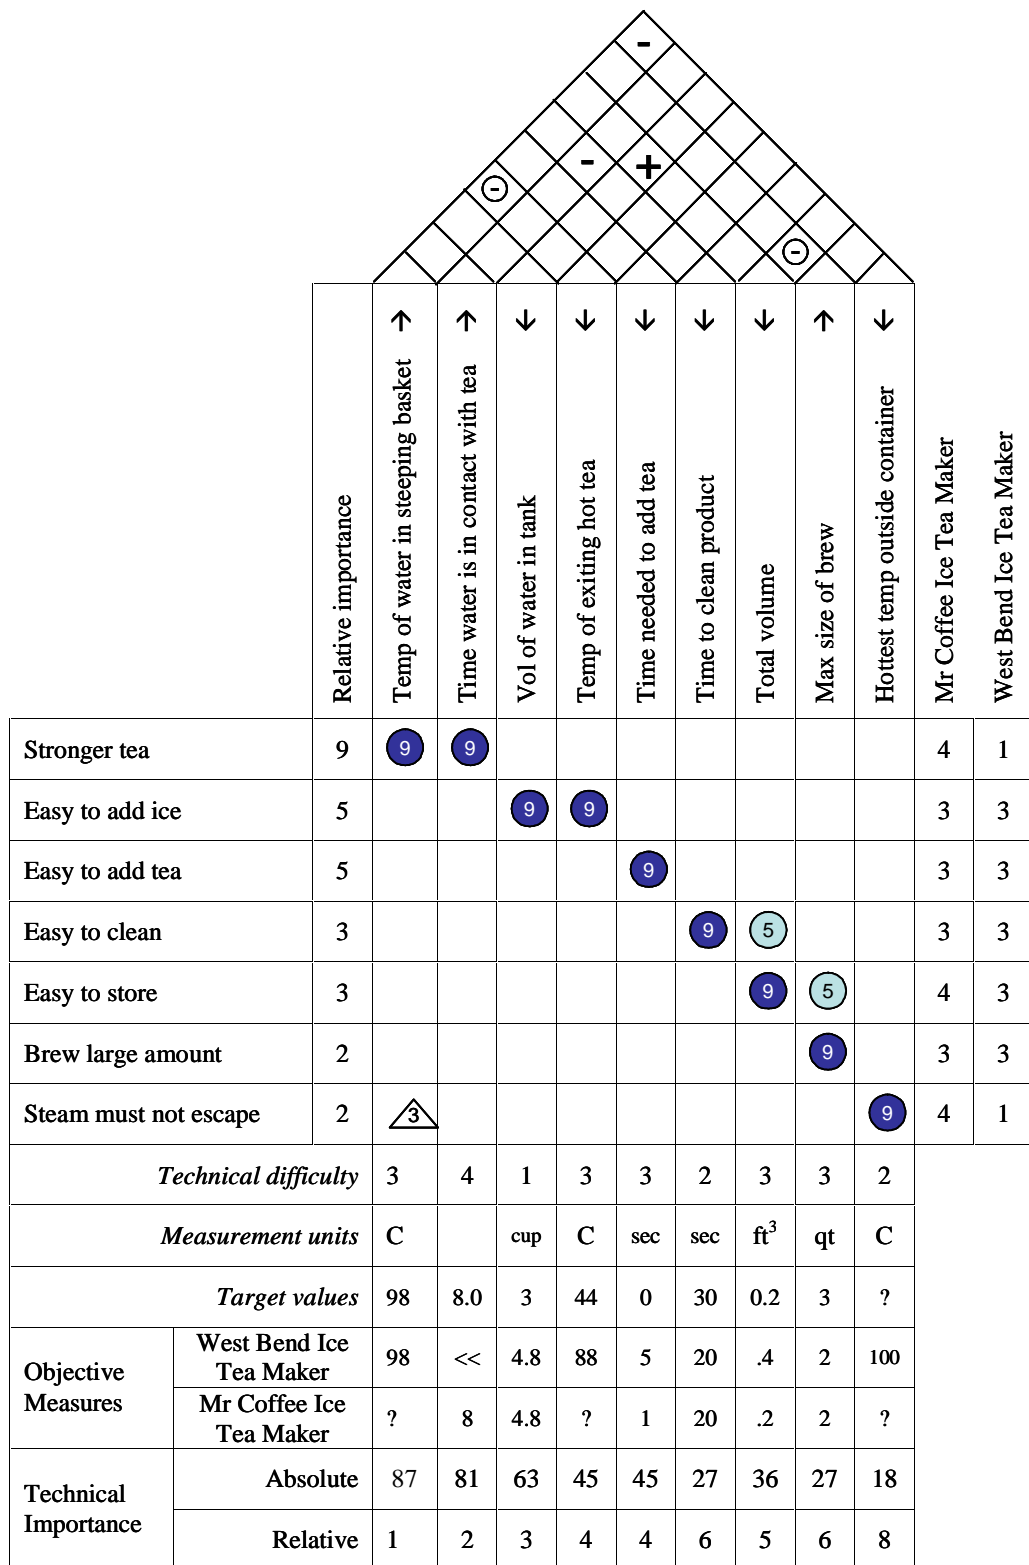 -
- +
-
-
↑ ↑ ↓ ↓ ↓ ↓ ↓ ↑ ↓
Relative importance
Temp of water in steeping basket
Time water is in contact with tea
Vol of water in tank
Temp of exiting hot tea
Time needed to add tea
Time to clean product
Total volume
Max size of brew
Hottest temp outside container
Mr Coffee Ice Tea Maker
West Bend Ice Tea Maker
Stronger tea 9 9 9 4 1
Easy to add ice 5 9 9 3 3
Easy to add tea 5 9 3 3
Easy to clean 3 9 5 3 3
Easy to store 3 9 5 4 3
Brew large amount 2 9 3 3
Steam must not escape 2 3 9 4 1
Technical difficulty 3 4 1 3 3 2 3 3 2
Measurement units C cup C sec sec ft³ qt C
Target values 98 8.0 3 44 0 30 0.2 3 ?
Objective
Measures
West Bend Ice
Tea Maker 98 << 4.8 88 5 20 .4 2 100
Mr Coffee Ice
Tea Maker ? 8 4.8 ? 1 20 .2 2 ?
Technical
Importance
Absolute 87 81 63 45 45 27 36 27 18
Relative 1 2 3 4 4 6 5 6 8